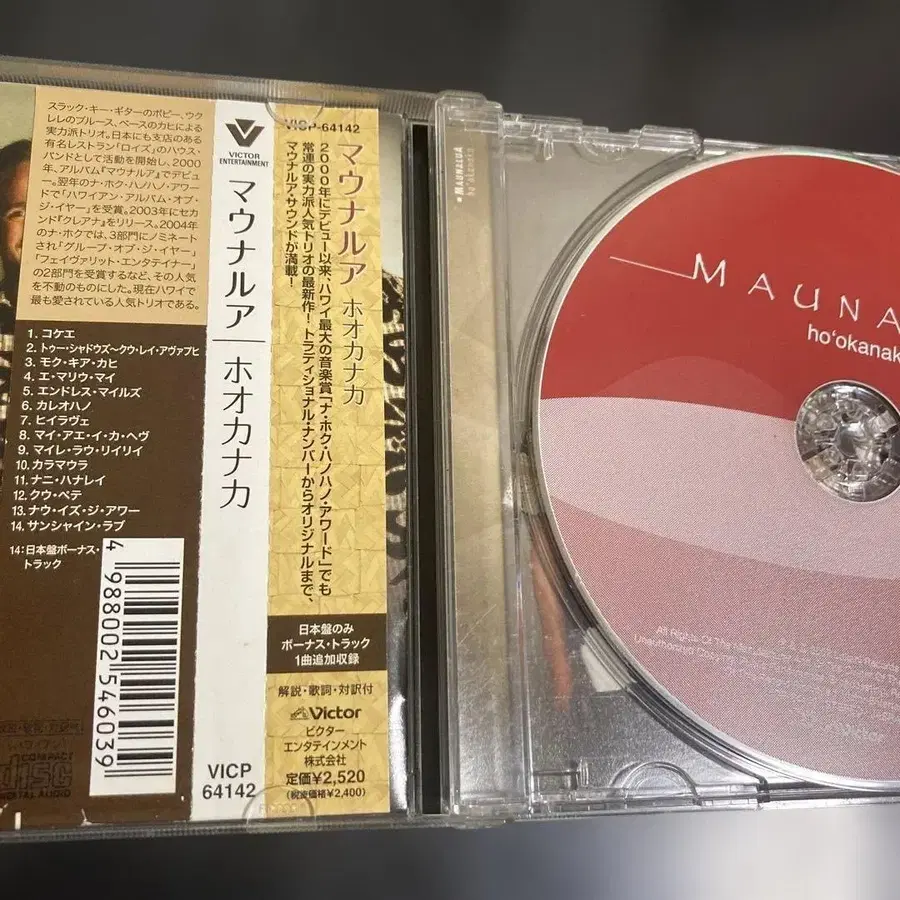 スラック・キー・ギターのボビー、ウク
レレのブルース、ベースのカヒによる
実力派トリオ。日本にも支店のある
有名レストラン「ロイズ」のハウス・
バンドとして活動を開始し、2000
年、アルバム『マウナルア』でデビュ
ー。翌年のナ・ホク・ハノハノ・アワー
ドで「ハワイアン・アルバム・オブ・
ジ・イヤー」を受賞。2003年にセカ
ンド『クレアナ』をリリース。2004年
のナ・ホクでは、3部門にノミネート
され「グループ・オブ・ジ・イヤー」
「フェイヴァリット・エンタテイナー」
の2部門を受賞するなど、その人気
を不動のものにした。現在ハワイで
最も愛されている人気トリオである。
1. コケエ
2. トゥー・シャドウズ~クウ・レイ・アヴァプヒ
3. モク・キア・カヒ
4. エ・マリウ・マイ
5. エンドレス・マイルズ
6. カレオハノ
7. ヒイラヴェ
8. マイ・アエ・イ・カ・ヘヴ
9. マイレ・ラウ・リイリイ
10. カラマウラ
11. ナニ・ハナレイ
12. クウ・ペテ
13. ナウ・イズ・ジ・アワー
14. サンシャイン・ラブ
14:日本盤ボーナス・
トラック
4 988002 546039
COMPACT
disc
DIGITAL AUDIO
VICTOR
ENTERTAINMENT
マウナルア|ホオカナカ
VICP
64142
VICP-64142
マウナルア ホオカナカ
2000年にデビュー以来、ハワイ最大の音楽賞「ナ・ホク・ハノハノ・アワード」でも
常連の実力派人気トリオの最新作!トラディショナル・ナンバーからオリジナルまで、
マウナルア・サウンドが満載!
日本盤のみ
ボーナス・トラック
1曲追加収録
解説・歌詞・対訳付
Victor
ビクター
エンタテインメント
株式会社
定価¥2,520
(税抜価格¥2,400)
MAUNALUA
ho'okanaka
MAUNA
ho'okanak
All Rights of the
Unauthorized